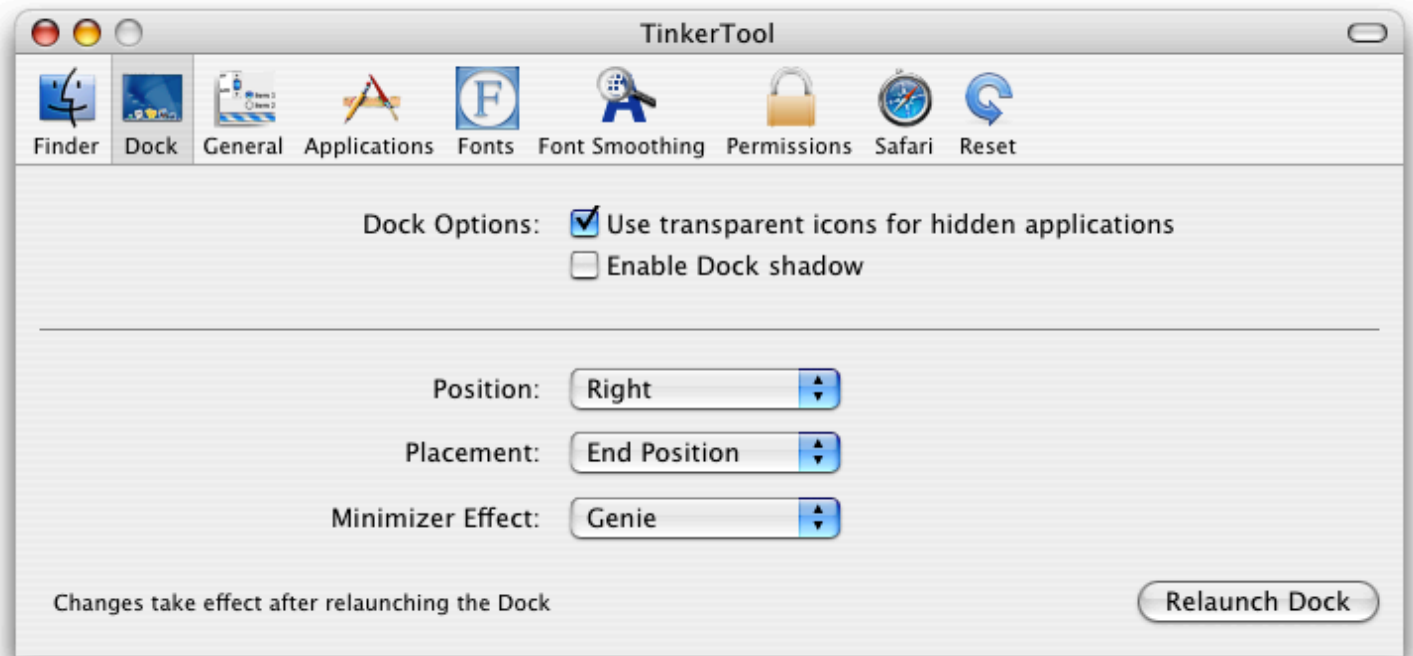 TinkerTool
Finder Dock General Applications Fonts Font Smoothing Permissions Safari Reset
Dock Options: Use transparent icons for hidden applications
Enable Dock shadow
Position: Right
Placement: End Position
Minimizer Effect: Genie
Changes take effect after relaunching the Dock Relaunch Dock